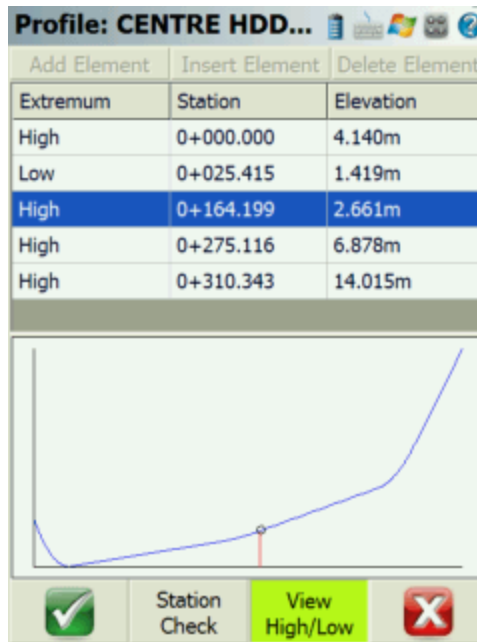 Profile: CENTRE HDD...
Add Element Insert Element Delete Element
Extremum Station Elevation
High 0+000.000 4.140m
Low 0+025.415 1.419m
High 0+164.199 2.661m
High 0+275.116 6.878m
High 0+310.343 14.015m
Station Check View High/Low